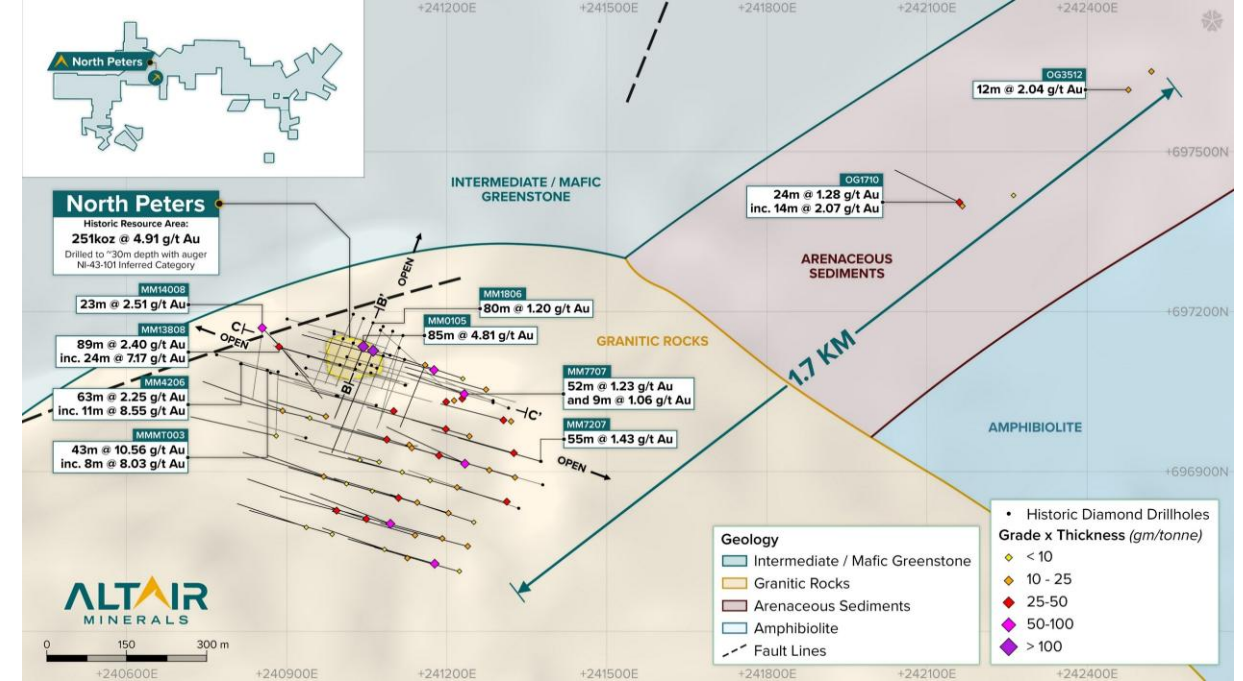 +241200E
+241500E
+241800E
+242100E
+242400E
North Peters
OG3512
12m @ 2.04 g/t Au
+697500N
INTERMEDIATE / MAFIC
GREENSTONE
OG1710
24m @ 1.28 g/t Au
inc. 14m @ 2.07 g/t Au
North Peters
Historic Resource Area:
251koz @ 4.91 g/t Au
Drilled to ~30m depth with auger
NI-43-101 Inferred Category
ARENACEOUS
SEDIMENTS
OPEN
MM14008
23m @ 2.51 g/t Au
B'
MM1806
80m @ 1.20 g/t Au
+697200N
C
OPEN
MM13808
89m @ 2.40 g/t Au
inc. 24m @ 7.17 g/t Au
MM0105
85m @ 4.81 g/t Au
GRANITIC ROCKS
1.7 KM
MM4206
63m @ 2.25 g/t Au
inc. 11m @ 8.55 g/t Au
B
MM7707
52m @ 1.23 g/t Au
and 9m @ 1.06 g/t Au
C'
MMMT003
43m @ 10.56 g/t Au
inc. 8m @ 8.03 g/t Au
MM7207
55m @ 1.43 g/t Au
AMPHIBOLITE
OPEN
+696900N
Geology
Intermediate / Mafic Greenstone
Granitic Rocks
Arenaceous Sediments
Amphibiolite
Fault Lines
Historic Diamond Drillholes
Grade x Thickness (gm/tonne)
< 10
10 - 25
25-50
50-100
> 100
ALTAIR
MINERALS
0 150 300 m
+240600E
+240900E
+241200E
+241500E
+241800E
+242100E
+242400E